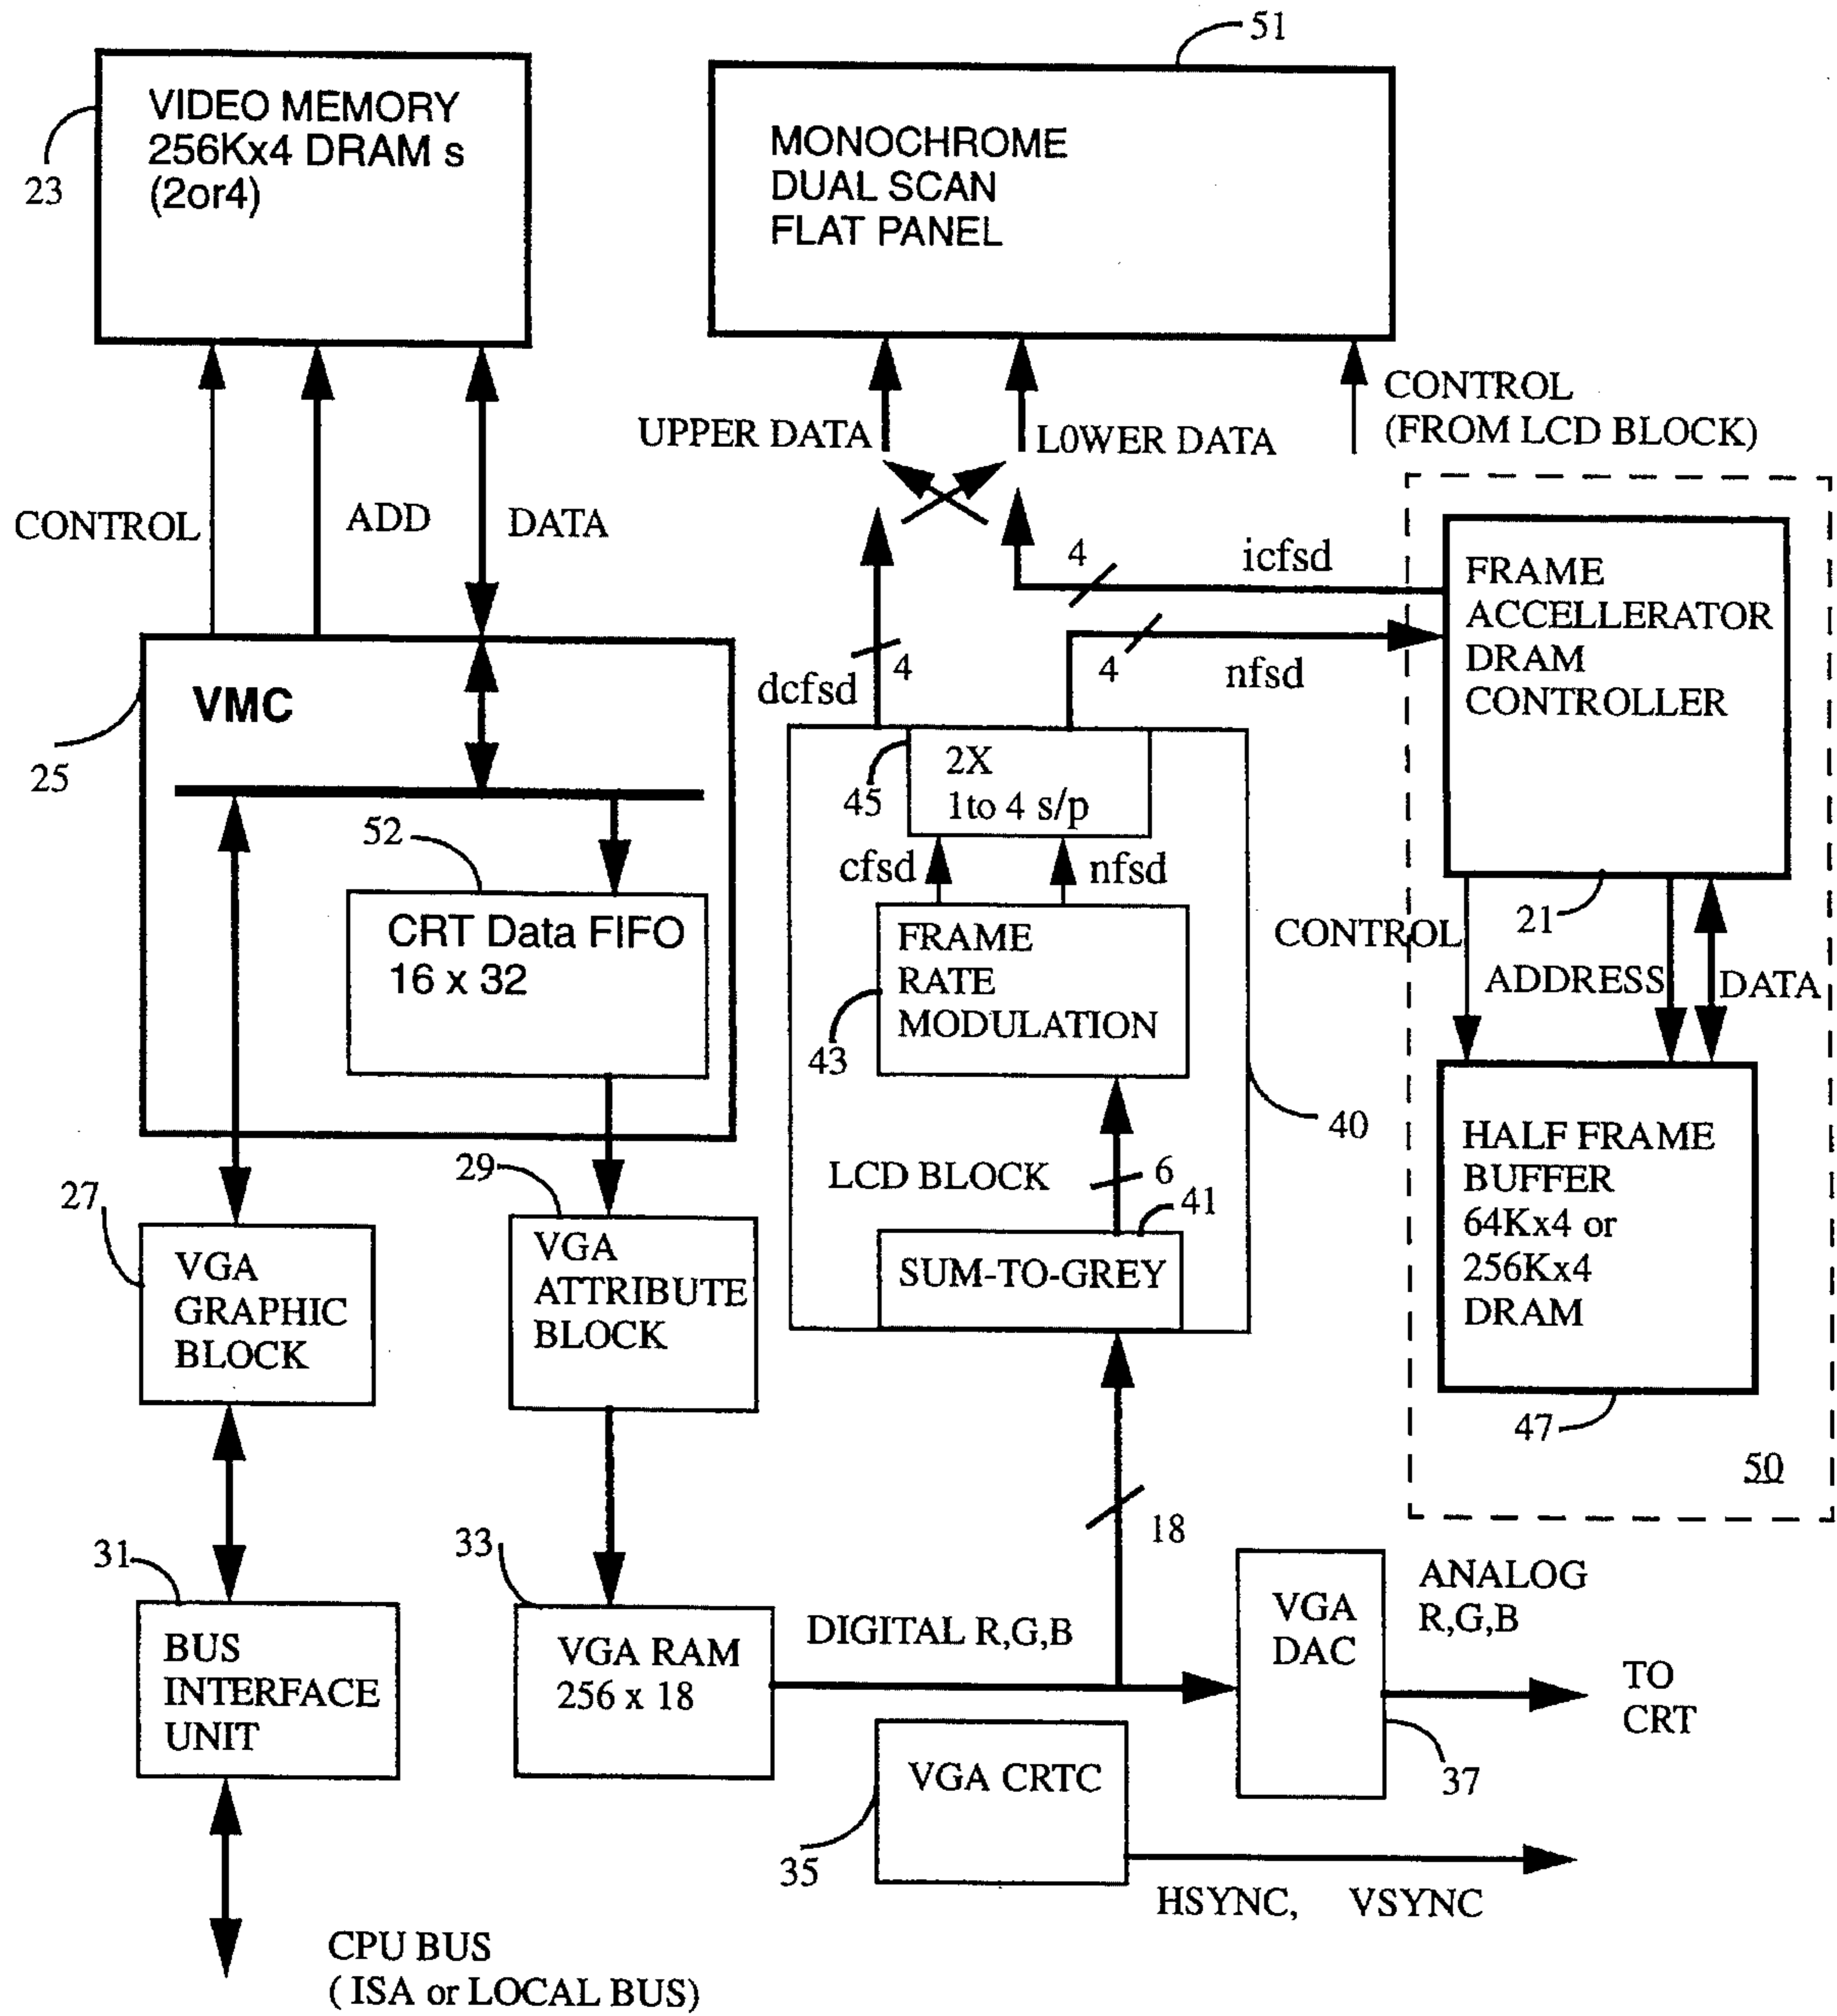 51
VIDEO MEMORY
256Kx4 DRAM s
(2or4)
23
MONOCHROME
DUAL SCAN
FLAT PANEL
CONTROL
ADD
DATA
UPPER DATA
L0WER DATA
CONTROL
(FROM LCD BLOCK)
4
icfsd
4
nfsd
dcfsd
4
FRAME
ACCELLERATOR
DRAM
CONTROLLER
21
VMC
25
52
CRT Data FIFO
16 x 32
2X
1to 4 s/p
45
cfsd
nfsd
FRAME
RATE
MODULATION
43
40
LCD BLOCK
6
41
SUM-TO-GREY
CONTROL
ADDRESS
DATA
HALF FRAME
BUFFER
64Kx4 or
256Kx4
DRAM
47
50
27
VGA
GRAPHIC
BLOCK
29
VGA
ATTRIBUTE
BLOCK
18
31
BUS
INTERFACE
UNIT
33
VGA RAM
256 x 18
DIGITAL R,G,B
VGA
DAC
37
ANALOG
R,G,B
TO
CRT
VGA CRTC
35
HSYNC, VSYNC
CPU BUS
( ISA or LOCAL BUS)